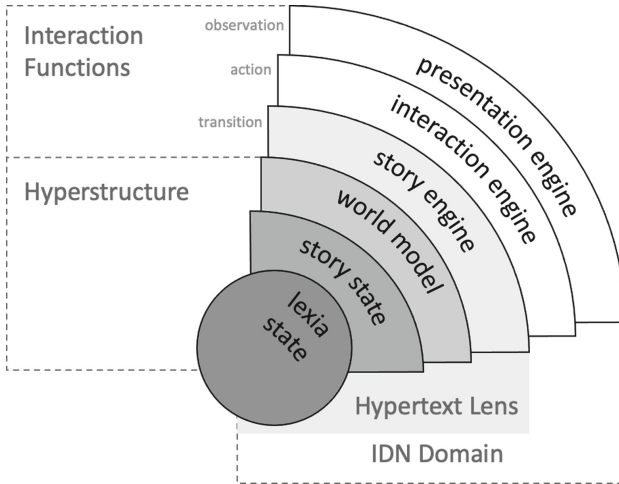 Interaction
Functions
observation
action
transition
Hyperstructure
presentation engine
interaction engine
story engine
world model
story state
lexia
state
Hypertext Lens
IDN Domain